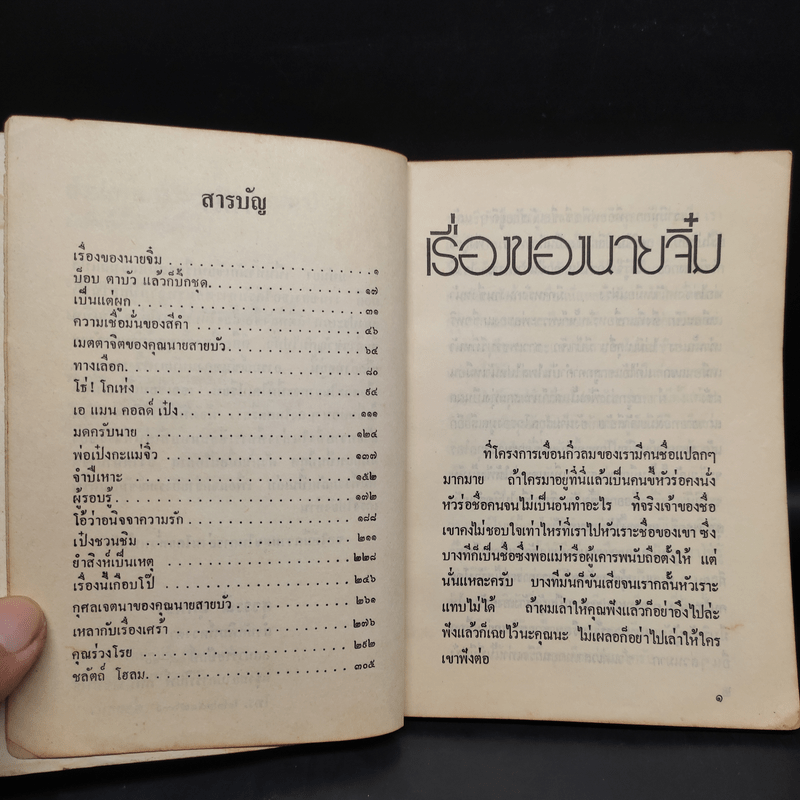 สารบัญ
เรื่องของนายจิ๋ม ๑
บ๊อบ ตาบัว แล้วก็บิ๊กชุด ๑๗
เป็นแต่ผูก ๓๑
ความเชื่อมั่นของสีคำ ๔๖
เมตตาจิตของคุณนายสายบัว ๖๔
ทางเลือก ๘๐
โธ่! โกเห่ง ๙๔
เอ แมน คอลด์ เป๋ง ๑๑๑
มดครับนาย ๑๒๔
พ่อเป๋งกะแม่จิ๋ว ๑๓๗
จำปีเหาะ ๑๕๒
ผู้รอบรู้ ๑๗๒
โอ้ว่าอนิจจาความรัก ๑๘๘
เป๋งชวนชิม ๒๑๑
ยำสิงห์เป็นเหตุ ๒๒๘
เรื่องนี้เกือบโป๊ ๒๔๖
กุศลเจตนาของคุณนายสายบัว ๒๖๑
เหลากับเรื่องเศร้า ๒๗๖
คุณร่วงโรย ๒๙๒
ชลัตถ์ โฮลม ๓๐๕
เรื่องของนายจิ๋ม
ที่โครงการเขื่อนกิ่วลมของเรามีคนชื่อแปลกๆ
มากมาย ถ้าใครมาอยู่ที่นี่แล้วเป็นคนขี้หัวร่อคงนั่ง
หัวร่อชื่อคนจนไม่เป็นอันทำอะไร ที่จริงเจ้าของชื่อ
เขาคงไม่ชอบใจเท่าไหร่ที่เราไปหัวเราะชื่อของเขา ซึ่ง
บางทีก็เป็นชื่อซึ่งพ่อแม่หรือผู้เคารพนับถือตั้งให้ แต่
นั่นแหละครับ บางทีมันก็ขันเสียจนเรากลั้นหัวเราะ
แทบไม่ได้ ถ้าผมเล่าให้คุณฟังแล้วก็อย่าอึงไปล่ะ
ฟังแล้วก็เฉยไว้นะคุณนะ ไม่เผลอก็อย่าไปเล่าให้ใคร
เขาฟังต่อ
๑